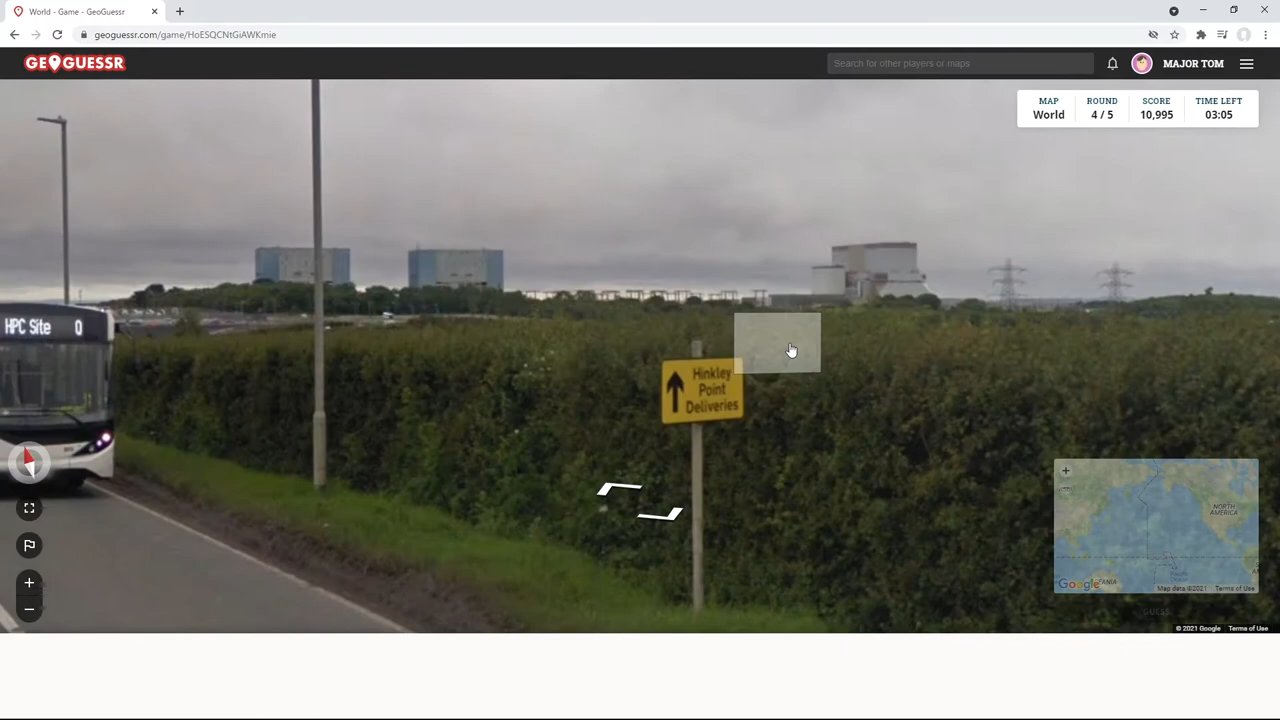 World - Game - GeoGuessr
geoguessr.com/game/HoESQCNtGiAWKmie
GEOGUESSR
Search for other players or maps
MAJOR TOM
MAP
World
ROUND
4 / 5
SCORE
10,995
TIME LEFT
03:05
HPC Site 0
Hinkley
Point
Deliveries
NORTH
AMERICA
Google
Map data ©2021
Terms of Use
GUESS
© 2021 Google
Terms of Use